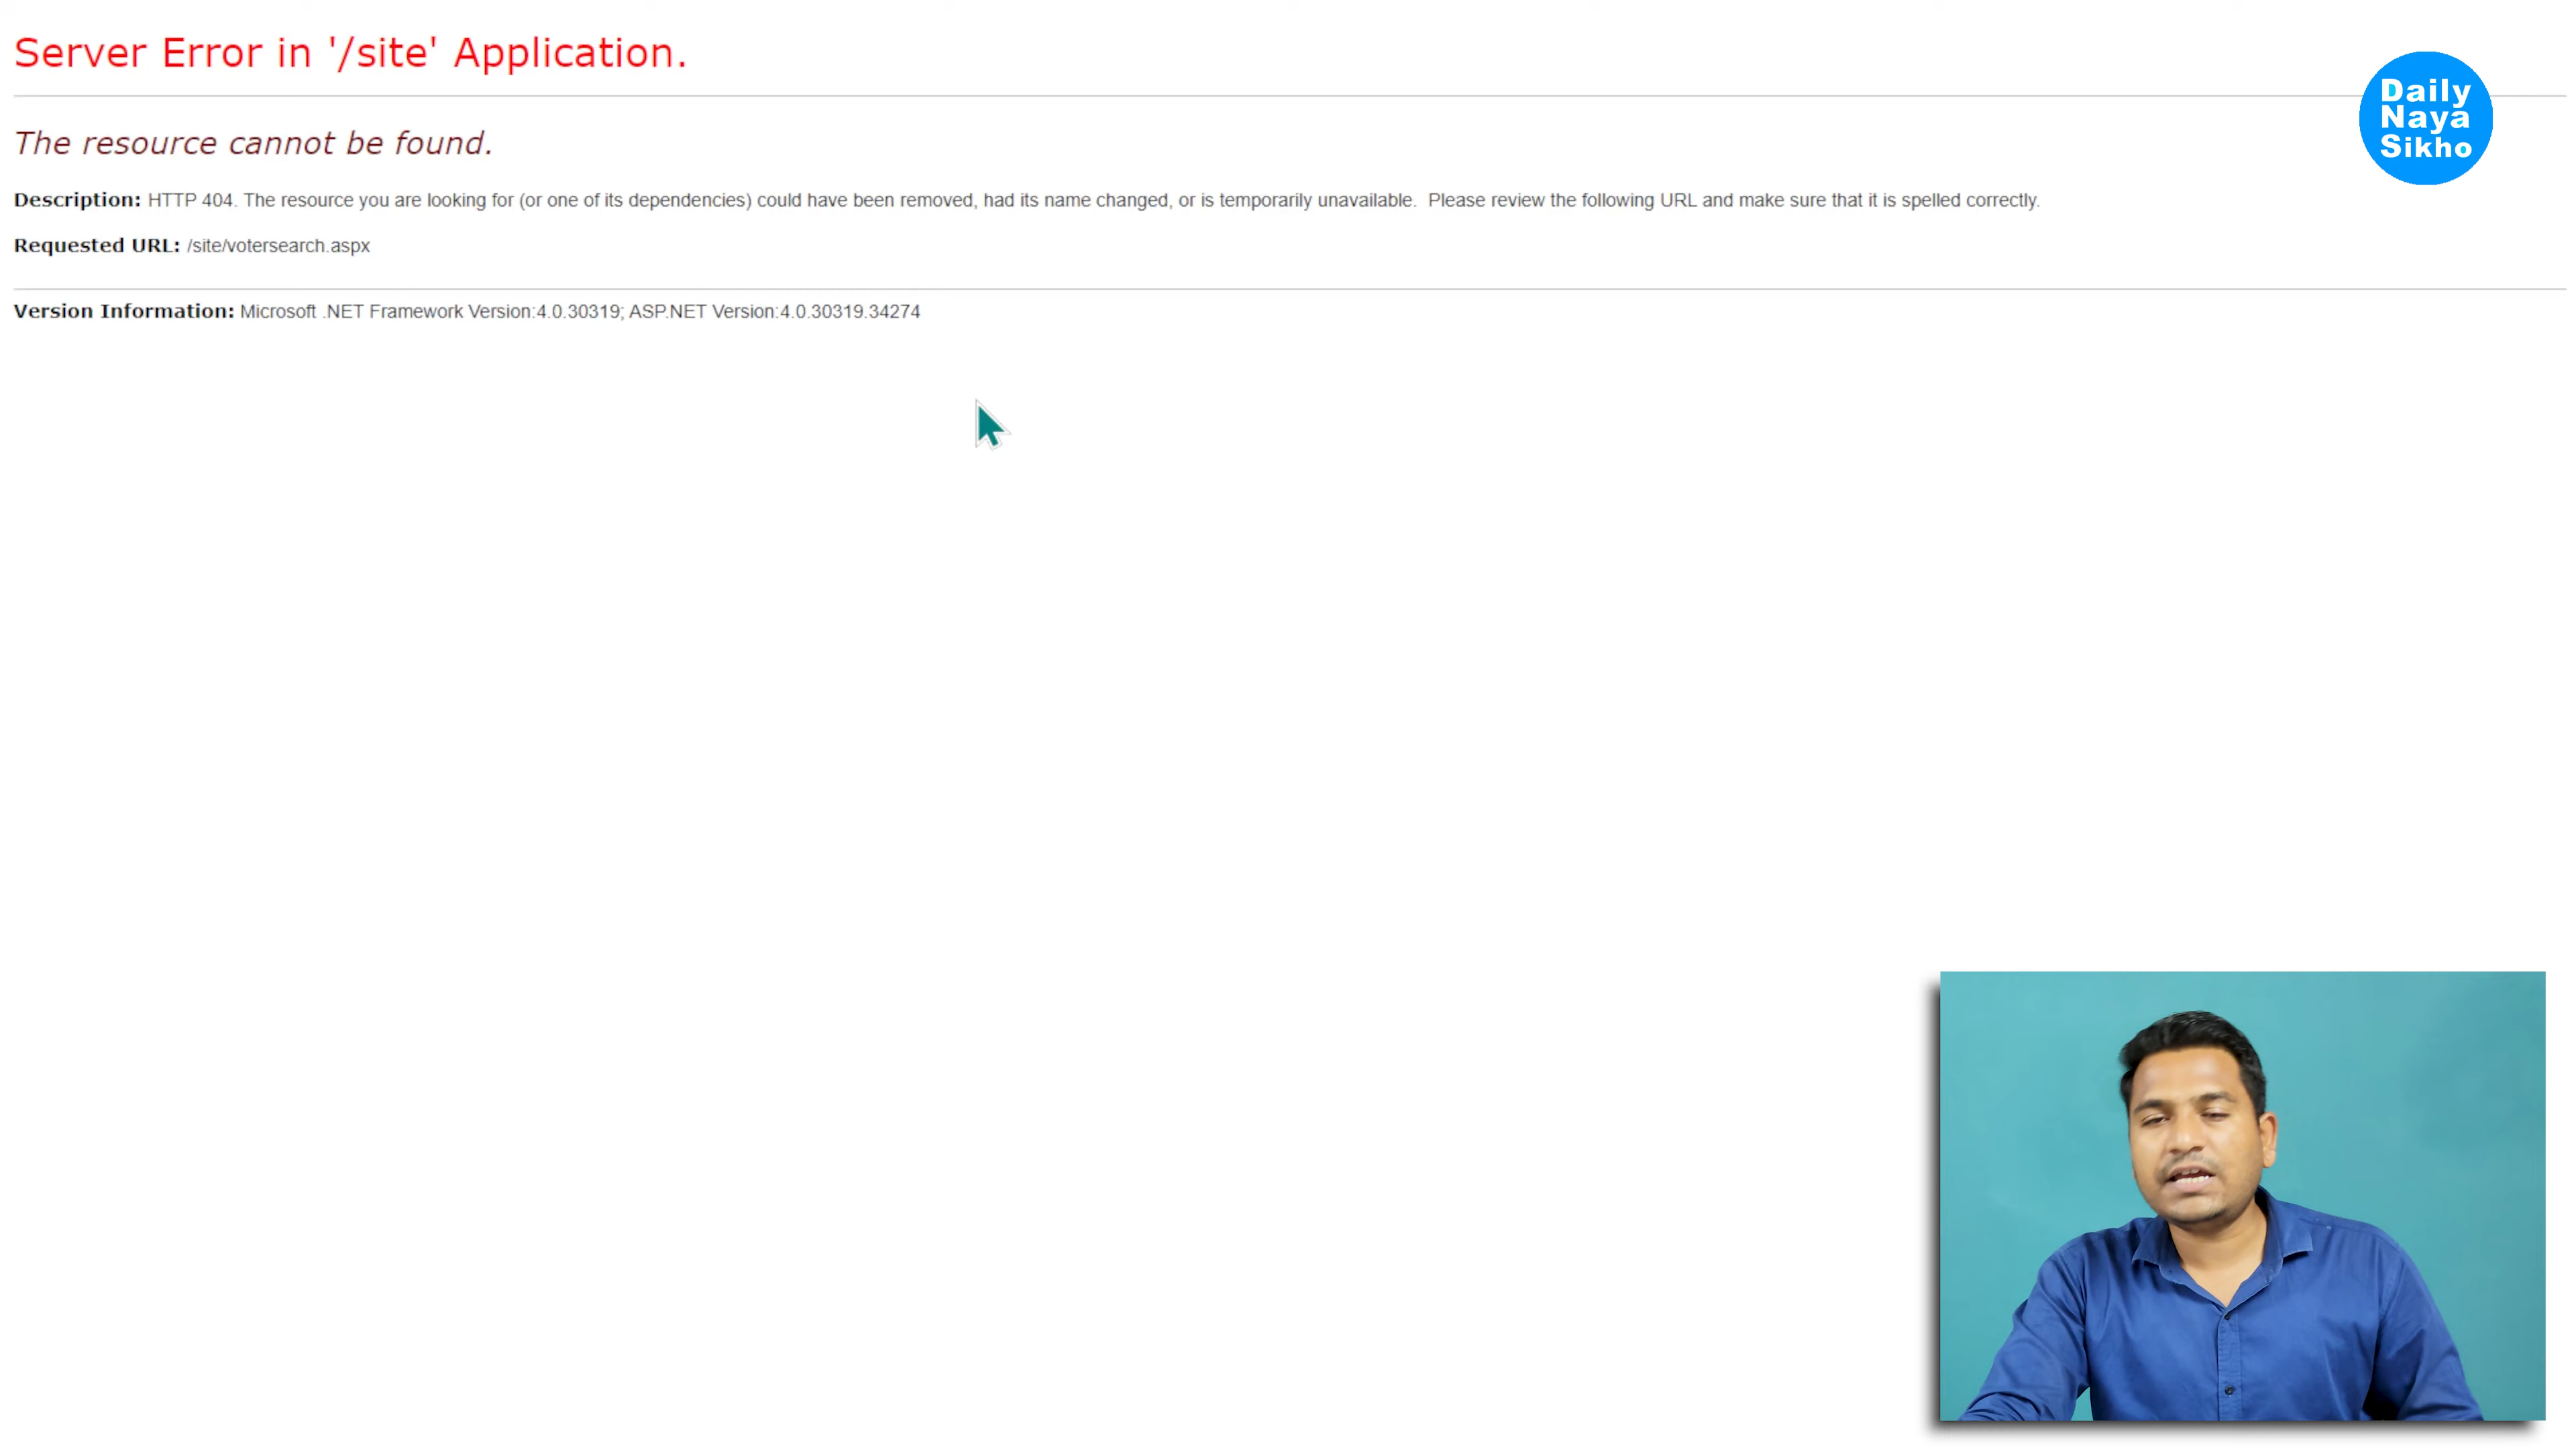 Server Error in '/site' Application.
Daily
Naya
Sikho
The resource cannot be found.
Description: HTTP 404. The resource you are looking for (or one of its dependencies) could have been removed, had its name changed, or is temporarily unavailable.  Please review the following URL and make sure that it is spelled correctly.
Requested URL: /site/votersearch.aspx
Version Information: Microsoft .NET Framework Version:4.0.30319; ASP.NET Version:4.0.30319.34274